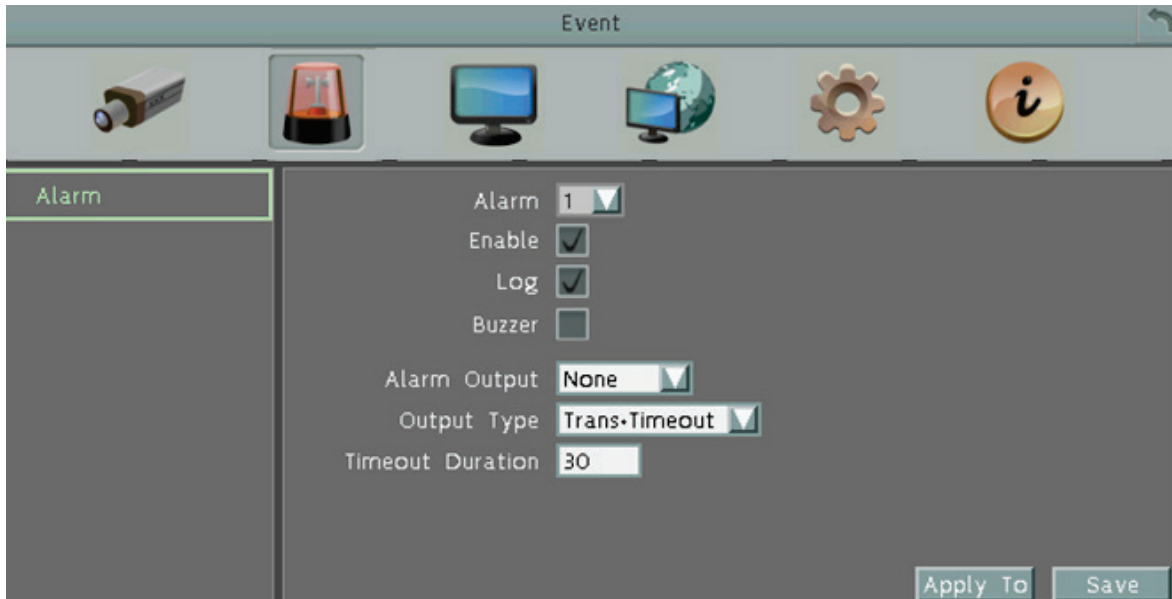 Event
Alarm
Alarm 1
Enable
Log
Buzzer
Alarm Output None
Output Type Trans+Timeout
Timeout Duration 30
Apply To Save